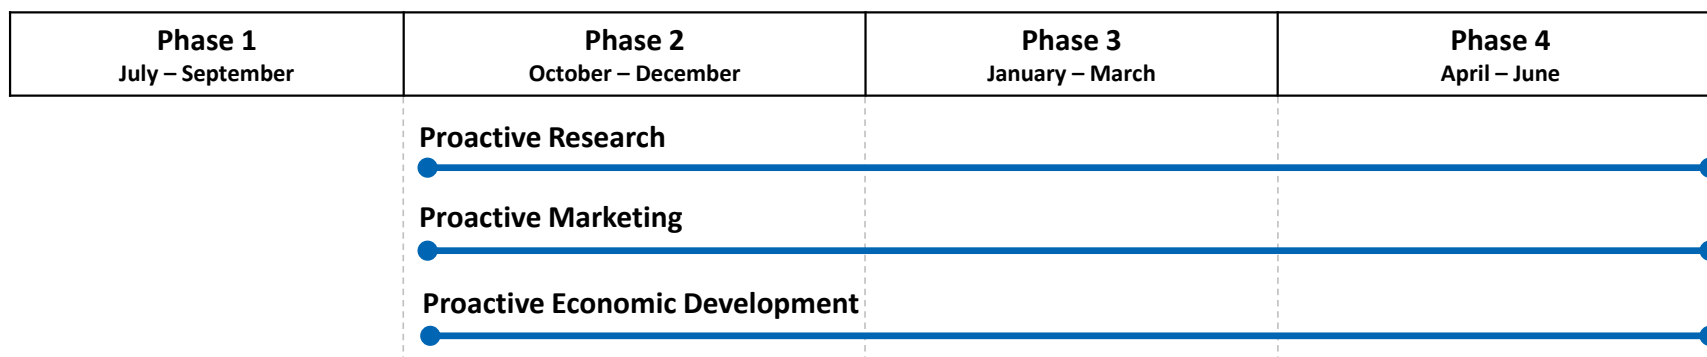 Phase 1
July – September
Phase 2
October – December
Phase 3
January – March
Phase 4
April – June
Proactive Research
Proactive Marketing
Proactive Economic Development